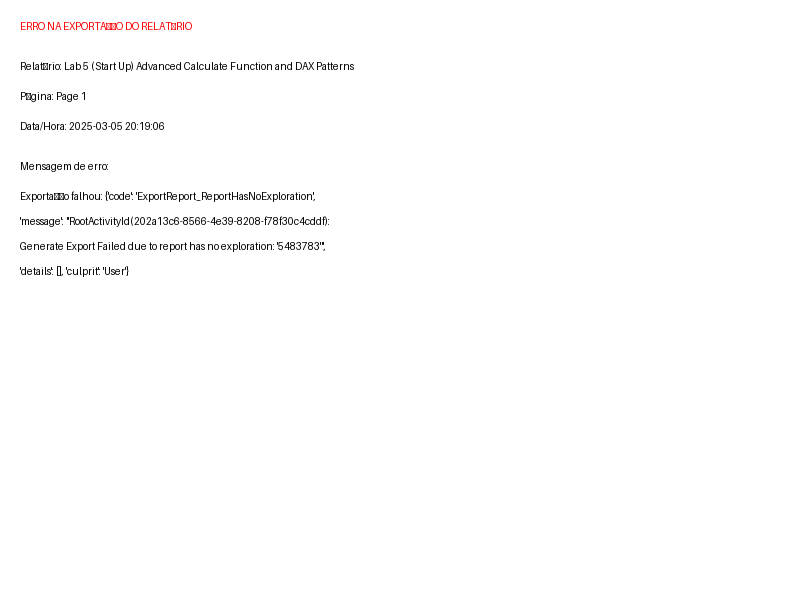 ERRO NA EXPORTA▯▯O DO RELAT▯RIO
Relat▯rio: Lab 5 (Start Up) Advanced Calculate Function and DAX Patterns
P▯gina: Page 1
Data/Hora: 2025-03-05 20:19:06
Mensagem de erro:
Exporta▯▯o falhou: {'code': 'ExportReport_ReportHasNoExploration',
'message': "RootActivityId(202a13c6-8566-4e39-8208-f78f30c4cddf):
Generate Export Failed due to report has no exploration: '5483783'",
'details': [], 'culprit': 'User'}